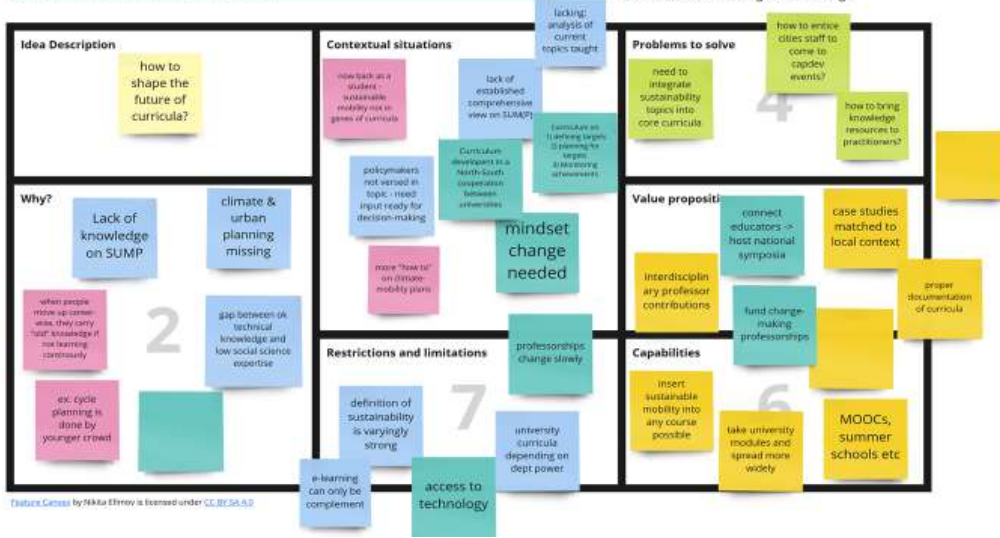 Idea Description
how to
shape the
future of
curricula?
Contextual situations
lacking:
analysis of
current
topics taught
now back as a
student -
sustainable
mobility not in
genes of curricula
lack of
established
comprehensive
view on SUM(P)
Curriculum on
1) defining targets
2) planning for
targets
3) Monitoring
achievements
policymakers
not versed in
topic - need
input ready for
decision-making
Curriculum
development in a
North-South
cooperation
between
universities
mindset
change
needed
more "how to"
on climate-
mobility plans
Problems to solve
4
need to
integrate
sustainability
topics into
core curricula
how to entice
cities staff to
come to
capdev
events?
how to bring
knowledge
resources to
practitioners?
Why?
2
Lack of
knowledge
on SUMP
climate &
urban
planning
missing
when people
move up career-
wise, they carry
"old" knowledge if
not learning
continously
gap between ok
technical
knowledge and
low social science
expertise
ex: cycle
planning is
done by
younger crowd
Value propositi
connect
educators ->
host national
symposia
case studies
matched to
local context
interdisciplin
ary professor
contributions
fund change-
making
professorships
proper
documentation
of curricula
Restrictions and limitations
7
professorships
change slowly
definition of
sustainability
is varyingly
strong
university
curricula
depending on
dept power
e-learning
can only be
complement
access to
technology
Capabilities
6
insert
sustainable
mobility into
any course
possible
take university
modules and
spread more
widely
MOOCs,
summer
schools etc
Feature Canvas by Nikita Efimov is licensed under CC BY SA 4.0